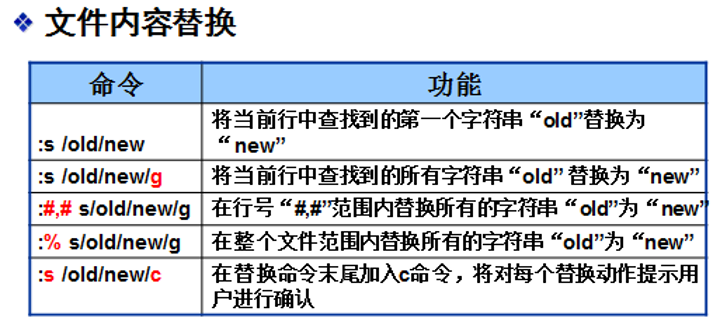 ❖ 文件内容替换
命令 功能
:s /old/new 将当前行中查找到的第一个字符串“old”替换为
“new”
:s /old/new/g 将当前行中查找到的所有字符串“old” 替换为“new”
:#,# s/old/new/g 在行号“#,#”范围内替换所有的字符串“old”为“new”
:% s/old/new/g 在整个文件范围内替换所有的字符串“old”为“new”
:s /old/new/c 在替换命令末尾加入c命令，将对每个替换动作提示用
户进行确认